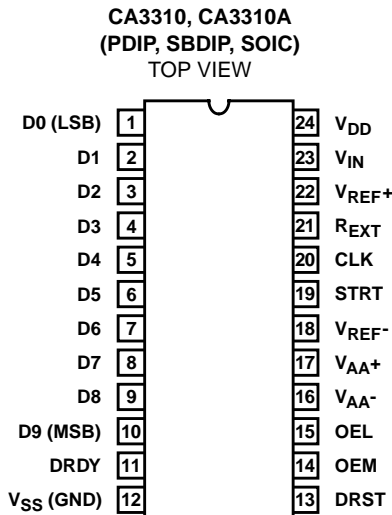 CA3310, CA3310A
(PDIP, SBDIP, SOIC)
TOP VIEW
D0 (LSB) 1 24 VDD
D1 2 23 VIN
D2 3 22 VREF+
D3 4 21 REXT
D4 5 20 CLK
D5 6 19 STRT
D6 7 18 VREF-
D7 8 17 VAA+
D8 9 16 VAA-
D9 (MSB) 10 15 OEL
DRDY 11 14 OEM
VSS (GND) 12 13 DRST